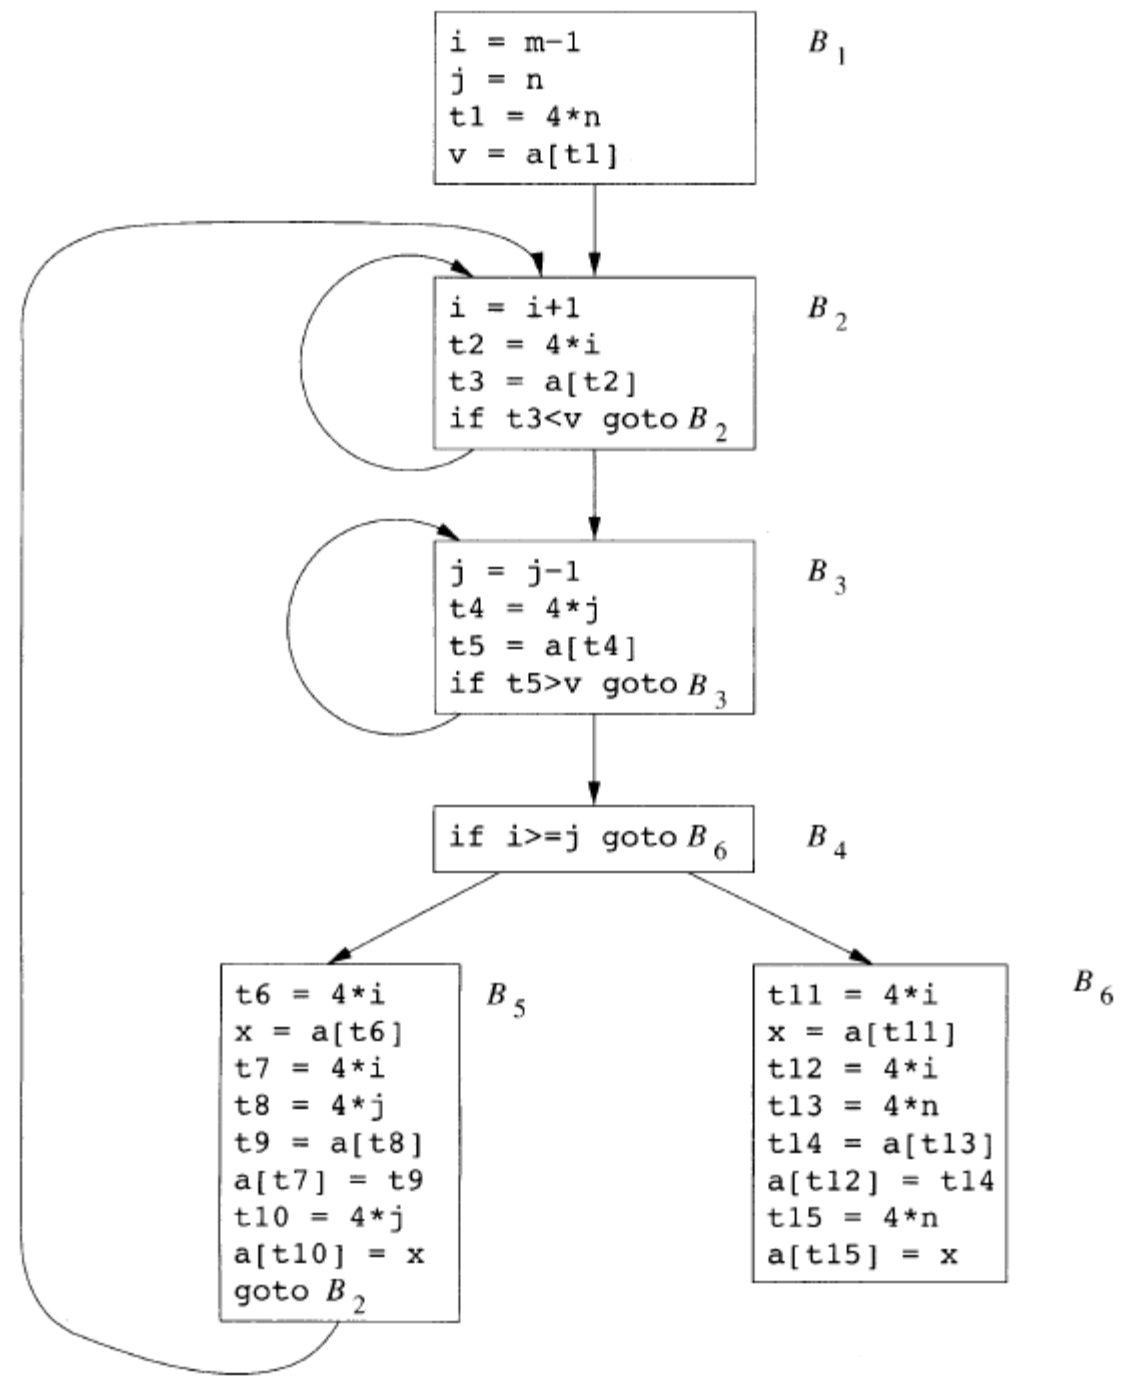 i = m-1
j = n
t1 = 4*n
v = a[t1]
B1
i = i+1
t2 = 4*i
t3 = a[t2]
if t3<v goto B2
B2
j = j-1
t4 = 4*j
t5 = a[t4]
if t5>v goto B3
B3
if i>=j goto B6
B4
t6 = 4*i
x = a[t6]
t7 = 4*i
t8 = 4*j
t9 = a[t8]
a[t7] = t9
t10 = 4*j
a[t10] = x
goto B2
B5
t11 = 4*i
x = a[t11]
t12 = 4*i
t13 = 4*n
t14 = a[t13]
a[t12] = t14
t15 = 4*n
a[t15] = x
B6